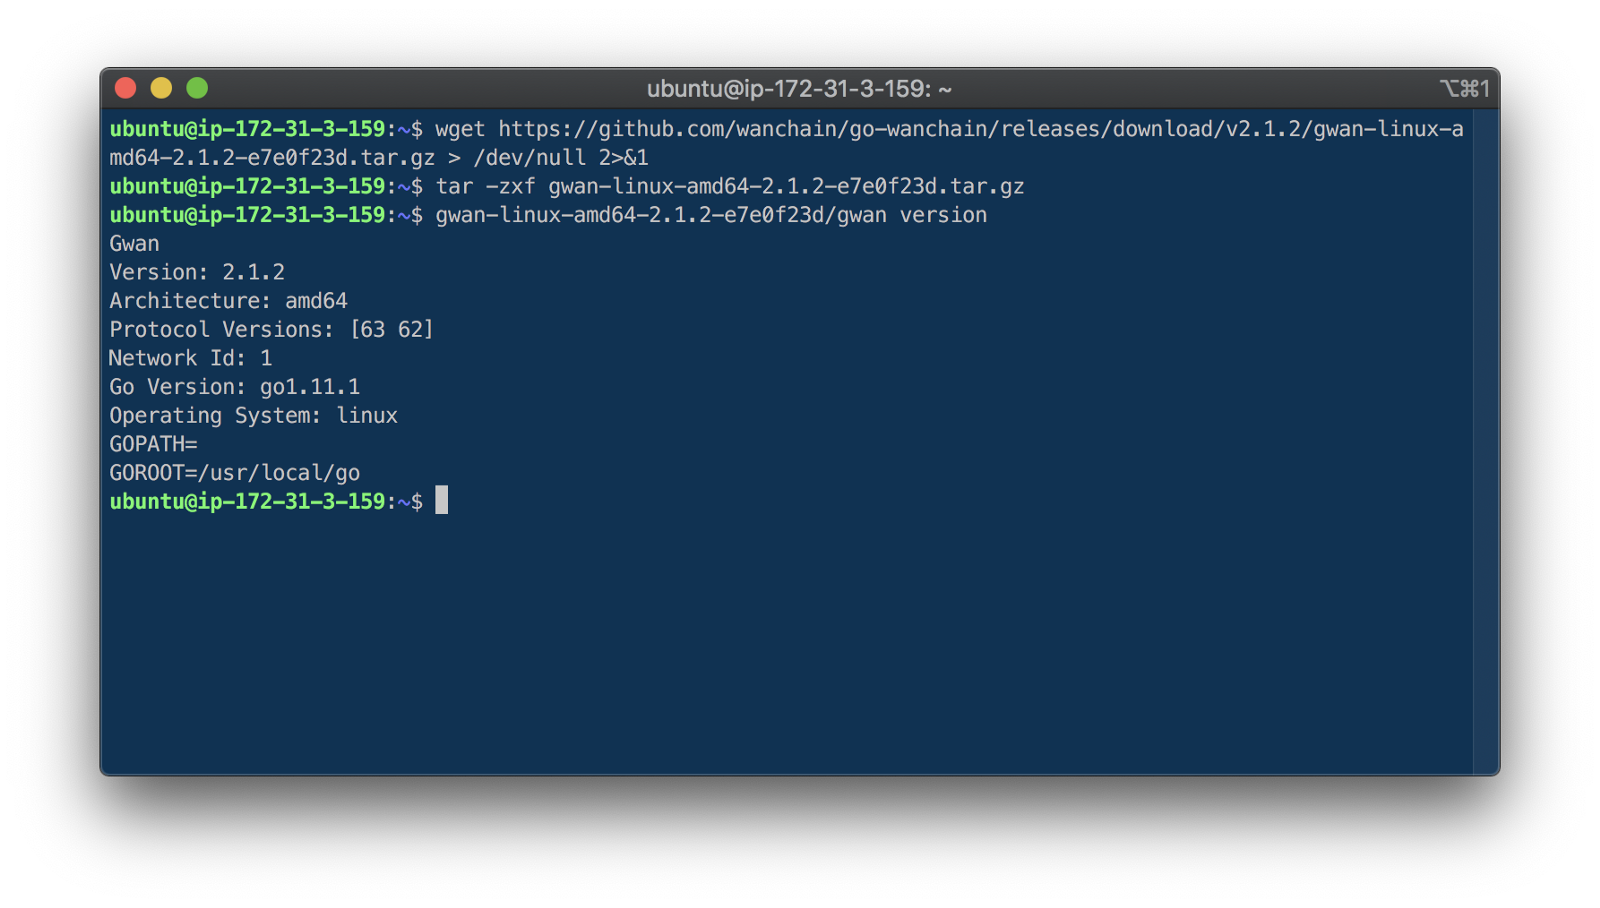 ubuntu@ip-172-31-3-159: ~
⌥⌘1
ubuntu@ip-172-31-3-159:~$ wget https://github.com/wanchain/go-wanchain/releases/download/v2.1.2/gwan-linux-a
md64-2.1.2-e7e0f23d.tar.gz > /dev/null 2>&1
ubuntu@ip-172-31-3-159:~$ tar -zxf gwan-linux-amd64-2.1.2-e7e0f23d.tar.gz
ubuntu@ip-172-31-3-159:~$ gwan-linux-amd64-2.1.2-e7e0f23d/gwan version
Gwan
Version: 2.1.2
Architecture: amd64
Protocol Versions: [63 62]
Network Id: 1
Go Version: go1.11.1
Operating System: linux
GOPATH=
GOROOT=/usr/local/go
ubuntu@ip-172-31-3-159:~$